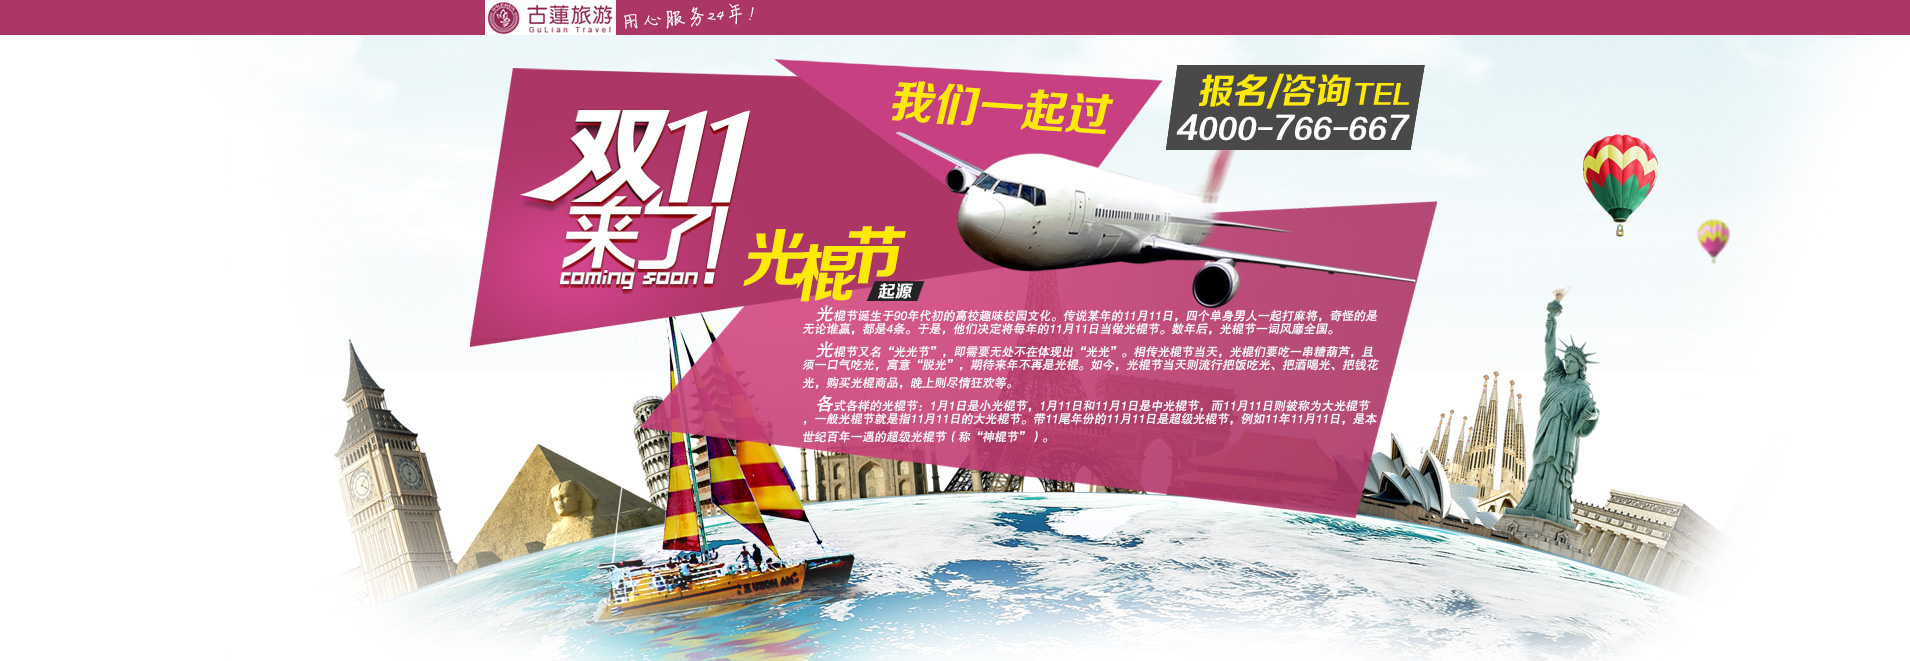 古蓮旅游
GuLian Travel
用心服务24年！
双11
来了!
coming soon!
我们一起过
报名/咨询TEL
4000-766-667
光棍节
起源
光棍节诞生于90年代初的高校趣味校园文化。传说某年的11月11日，四个单身男人一起打麻将，奇怪的是
无论谁赢，都是4条。于是，他们决定将每年的11月11日当做光棍节。数年后，光棍节一词风靡全国。
光棍节又名“光光节”，即需要无处不在体现出“光光”。相传光棍节当天，光棍们要吃一串糖葫芦，且
须一口气吃光，寓意“脱光”，期待来年不再是光棍。如今，光棍节当天则流行把饭吃光、把酒喝光、把钱花
光，购买光棍商品，晚上则尽情狂欢等。
各式各样的光棍节：1月1日是小光棍节，1月11日和11月1日是中光棍节，而11月11日则被称为大光棍节
，一般光棍节就是指11月11日的大光棍节。带11尾年份的11月11日是超级光棍节，例如11年11月11日，是本
世纪百年一遇的超级光棍节（称“神棍节”）。